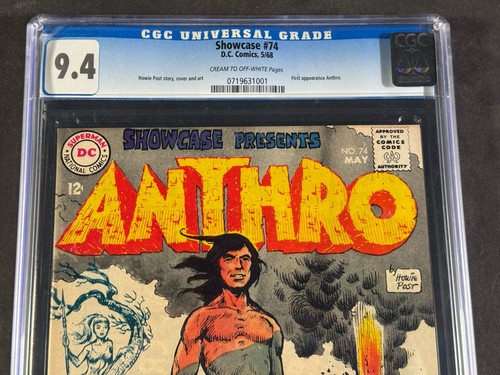 CGC UNIVERSAL GRADE
9.4
Showcase #74
D.C. Comics, 5/68
CREAM TO OFF-WHITE Pages
Howie Post story, cover and art
First appearance Anthro.
0719631001
CGC
SUPERMAN
DC
NATIONAL COMICS
12¢
SHOWCASE PRESENTS
NO. 74
MAY
APPROVED
BY THE
COMICS
CODE
AUTHORITY
ANTHRO
by
HOWIE
POST